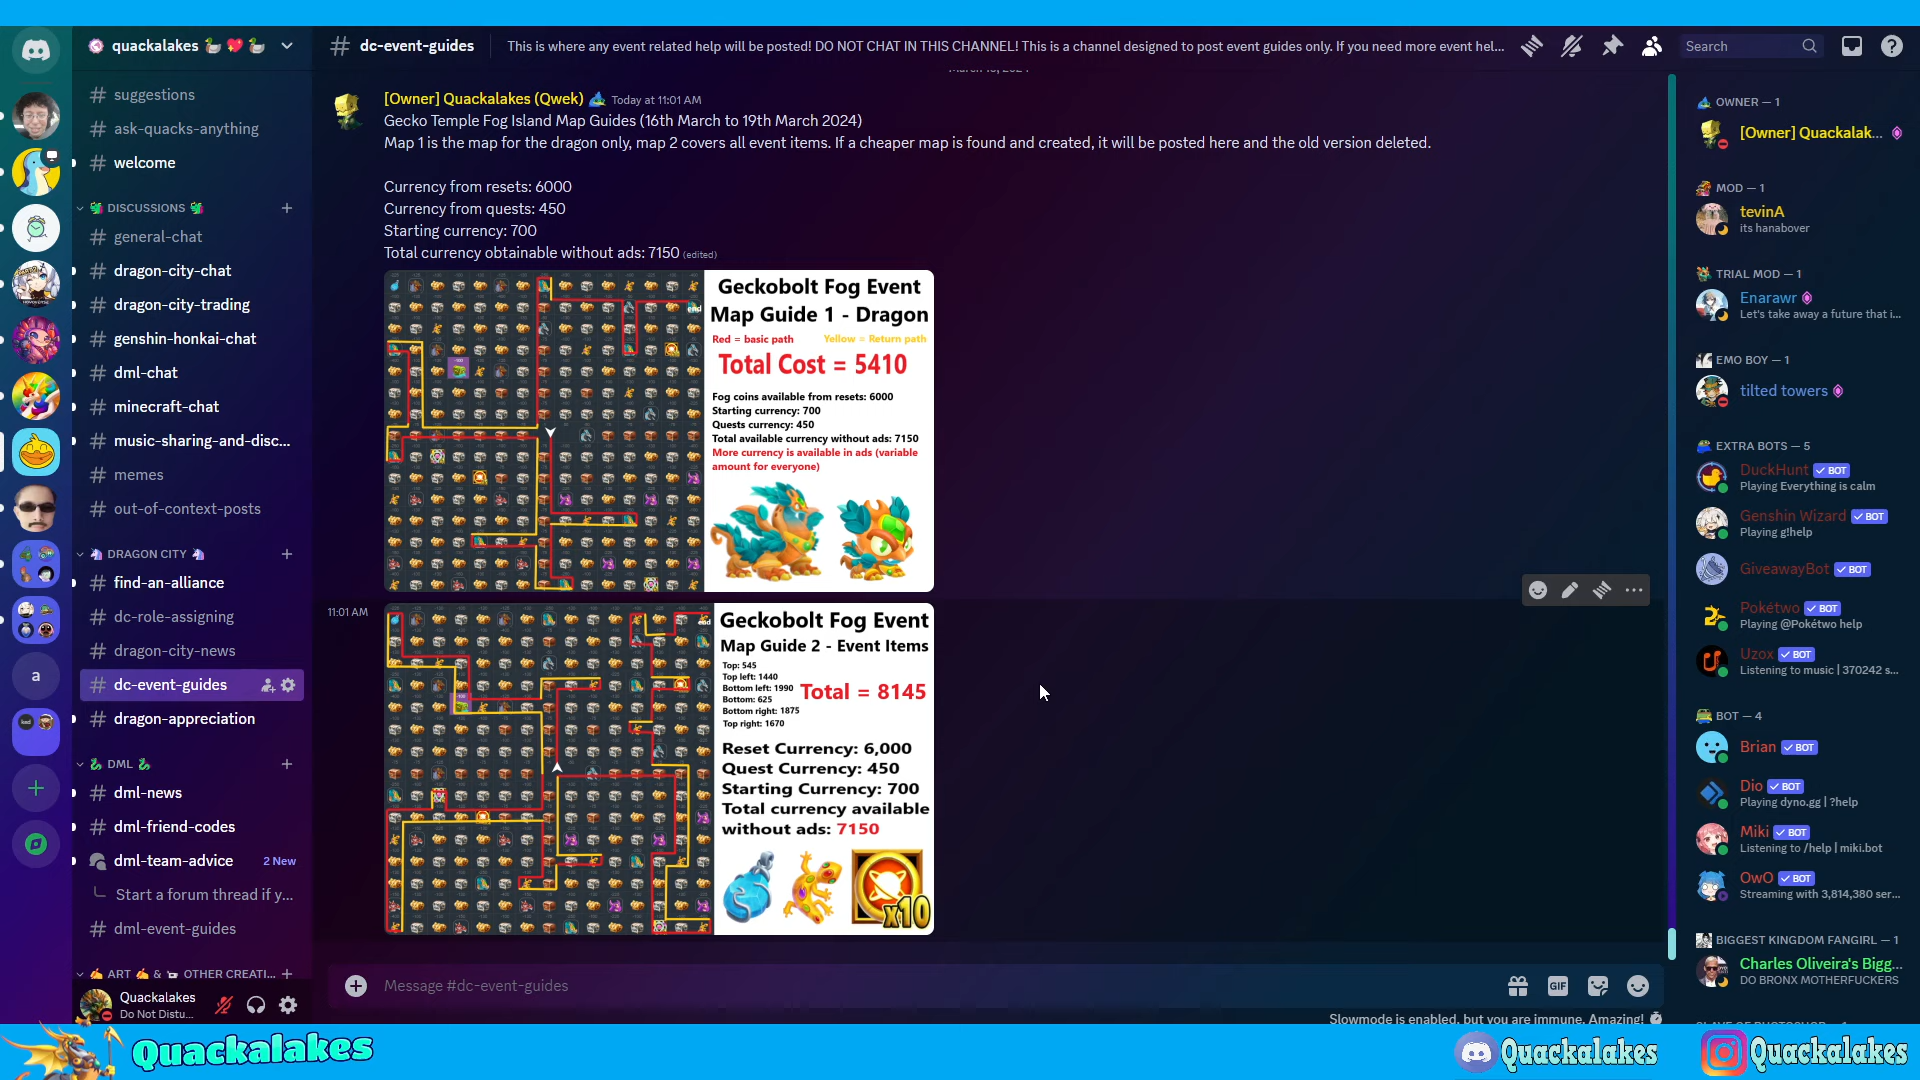 quackalakes
suggestions
ask-quacks-anything
welcome
DISCUSSIONS
general-chat
dragon-city-chat
dragon-city-trading
genshin-honkai-chat
dml-chat
minecraft-chat
music-sharing-and-disc...
memes
out-of-context-posts
DRAGON CITY
find-an-alliance
dc-role-assigning
dragon-city-news
dc-event-guides
dragon-appreciation
DML
dml-news
dml-friend-codes
dml-team-advice 2 New
Start a forum thread if y...
dml-event-guides
ART & OTHER CREATI...
a
Quackalakes
Do Not Distu...
dc-event-guides
This is where any event related help will be posted! DO NOT CHAT IN THIS CHANNEL! This is a channel designed to post event guides only. If you need more event hel...
Search
[Owner] Quackalakes (Qwek) Today at 11:01 AM
Gecko Temple Fog Island Map Guides (16th March to 19th March 2024)
Map 1 is the map for the dragon only, map 2 covers all event items. If a cheaper map is found and created, it will be posted here and the old version deleted.
Currency from resets: 6000
Currency from quests: 450
Starting currency: 700
Total currency obtainable without ads: 7150 (edited)
Geckobolt Fog Event
Map Guide 1 - Dragon
Red = basic path Yellow = Return path
Total Cost = 5410
Fog coins available from resets: 6000
Starting currency: 700
Quests currency: 450
Total available currency without ads: 7150
More currency is available in ads (variable
amount for everyone)
end
11:01 AM
Geckobolt Fog Event
Map Guide 2 - Event Items
Top: 545
Top left: 1440
Bottom left: 1990
Bottom: 625
Bottom right: 1875
Top right: 1670
Total = 8145
Reset Currency: 6,000
Quest Currency: 450
Starting Currency: 700
Total currency available
without ads: 7150
x10
end
Message #dc-event-guides
GIF
Slowmode is enabled, but you are immune. Amazing!
OWNER — 1
[Owner] Quackalak...
MOD — 1
tevinA
its hanabover
TRIAL MOD — 1
Enarawr
Let's take away a future that i...
EMO BOY — 1
tilted towers
EXTRA BOTS — 5
DuckHunt BOT
Playing Everything is calm
Genshin Wizard BOT
Playing g!help
GiveawayBot BOT
Pokétwo BOT
Playing @Pokétwo help
Uzox BOT
Listening to music | 370242 s...
BOT — 4
Brian BOT
Dio BOT
Playing dyno.gg | ?help
Miki BOT
Listening to /help | miki.bot
OwO BOT
Streaming with 3,814,380 ser...
BIGGEST KINGDOM FANGIRL — 1
Charles Oliveira's Bigg...
DO BRONX MOTHERFUCKERS
Quackalakes
Quackalakes
Quackalakes